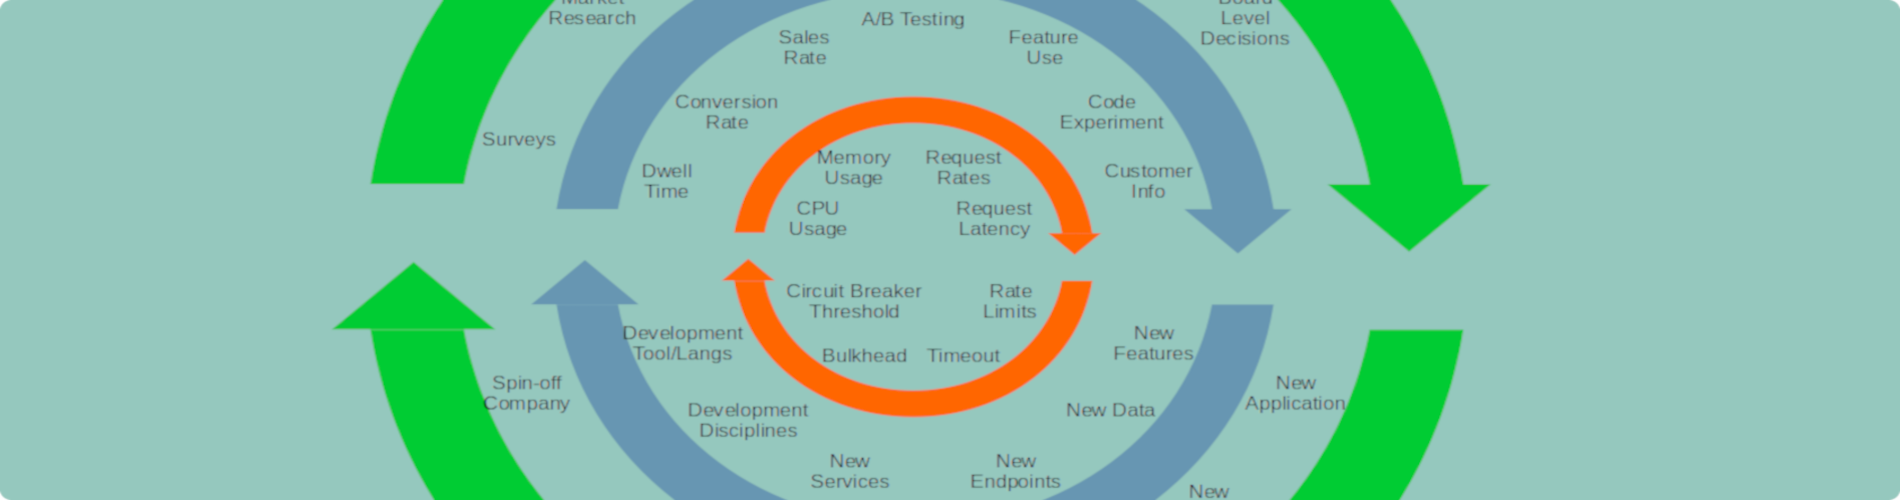 Market
Research
Board
Level
Decisions
A/B Testing
Sales
Rate
Feature
Use
Conversion
Rate
Code
Experiment
Surveys
Dwell
Time
Memory
Usage
Request
Rates
Customer
Info
CPU
Usage
Request
Latency
Circuit Breaker
Threshold
Rate
Limits
Development
Tool/Langs
Bulkhead
Timeout
New
Features
Spin-off
Company
New
Application
Development
Disciplines
New Data
New
Services
New
Endpoints
New